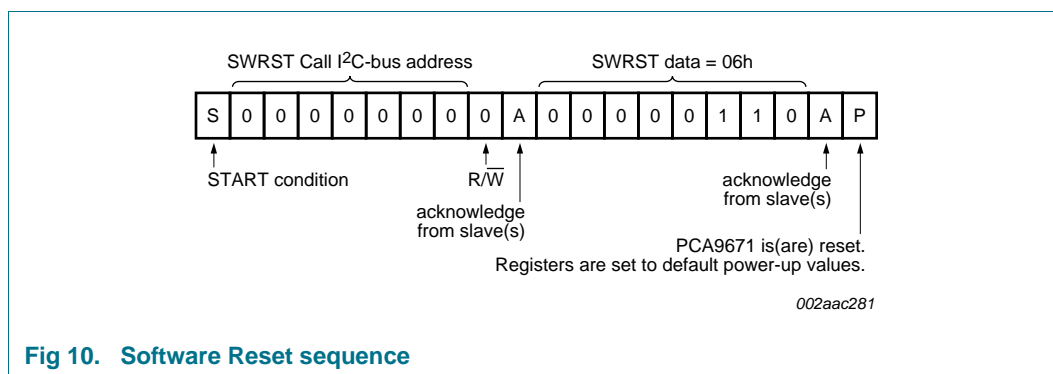 SWRST Call I2C-bus address
SWRST data = 06h
S 0 0 0 0 0 0 0 0 A 0 0 0 0 0 1 1 0 A P
START condition
R/W̅
acknowledge
from slave(s)
acknowledge
from slave(s)
PCA9671 is(are) reset.
Registers are set to default power-up values.
002aac281
Fig 10. Software Reset sequence